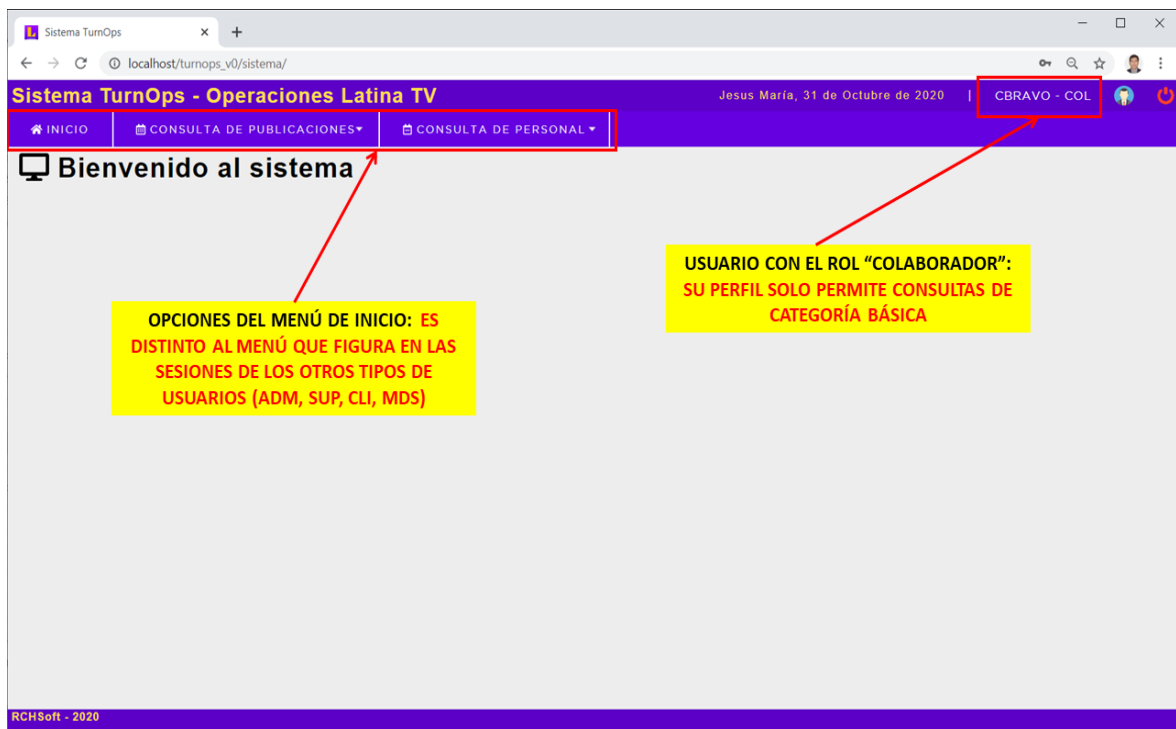 Sistema TurnOps
localhost/turnops_v0/sistema/
Sistema TurnOps - Operaciones Latina TV
Jesus María, 31 de Octubre de 2020 | CBRAVO - COL
INICIO
CONSULTA DE PUBLICACIONES
CONSULTA DE PERSONAL
Bienvenido al sistema
USUARIO CON EL ROL “COLABORADOR”:
SU PERFIL SOLO PERMITE CONSULTAS DE
CATEGORÍA BÁSICA
OPCIONES DEL MENÚ DE INICIO: ES
DISTINTO AL MENÚ QUE FIGURA EN LAS
SESIONES DE LOS OTROS TIPOS DE
USUARIOS (ADM, SUP, CLI, MDS)
RCHSoft - 2020